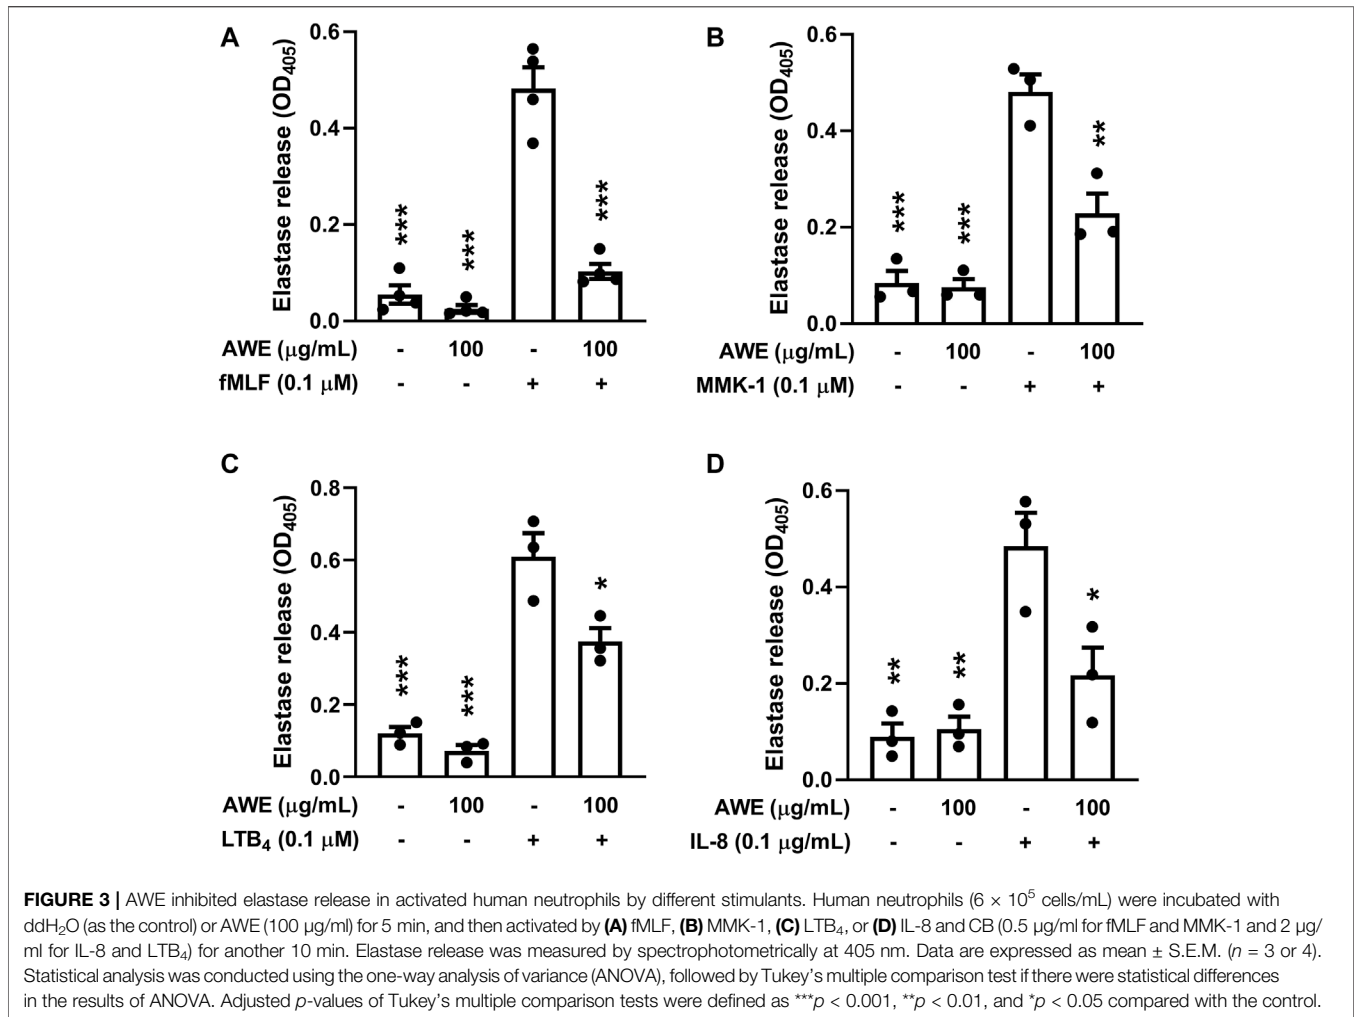 A
Elastase release (OD405)
0.6
0.4
0.2
0.0
***
***
***
AWE (μg/mL) - 100 - 100
fMLF (0.1 μM) - - + +
B
Elastase release (OD405)
0.6
0.4
0.2
0.0
***
***
**
AWE (μg/mL) - 100 - 100
MMK-1 (0.1 μM) - - + +
C
Elastase release (OD405)
0.8
0.6
0.4
0.2
0.0
***
***
*
AWE (μg/mL) - 100 - 100
LTB4 (0.1 μM) - - + +
D
Elastase release (OD405)
0.6
0.4
0.2
0.0
**
**
*
AWE (μg/mL) - 100 - 100
IL-8 (0.1 μg/mL) - - + +
FIGURE 3 | AWE inhibited elastase release in activated human neutrophils by different stimulants. Human neutrophils (6 × 10⁵ cells/mL) were incubated with
ddH₂O (as the control) or AWE (100 μg/ml) for 5 min, and then activated by (A) fMLF, (B) MMK-1, (C) LTB₄, or (D) IL-8 and CB (0.5 μg/ml for fMLF and MMK-1 and 2 μg/
ml for IL-8 and LTB₄) for another 10 min. Elastase release was measured by spectrophotometrically at 405 nm. Data are expressed as mean ± S.E.M. (n = 3 or 4).
Statistical analysis was conducted using the one-way analysis of variance (ANOVA), followed by Tukey's multiple comparison test if there were statistical differences
in the results of ANOVA. Adjusted p-values of Tukey's multiple comparison tests were defined as ***p < 0.001, **p < 0.01, and *p < 0.05 compared with the control.